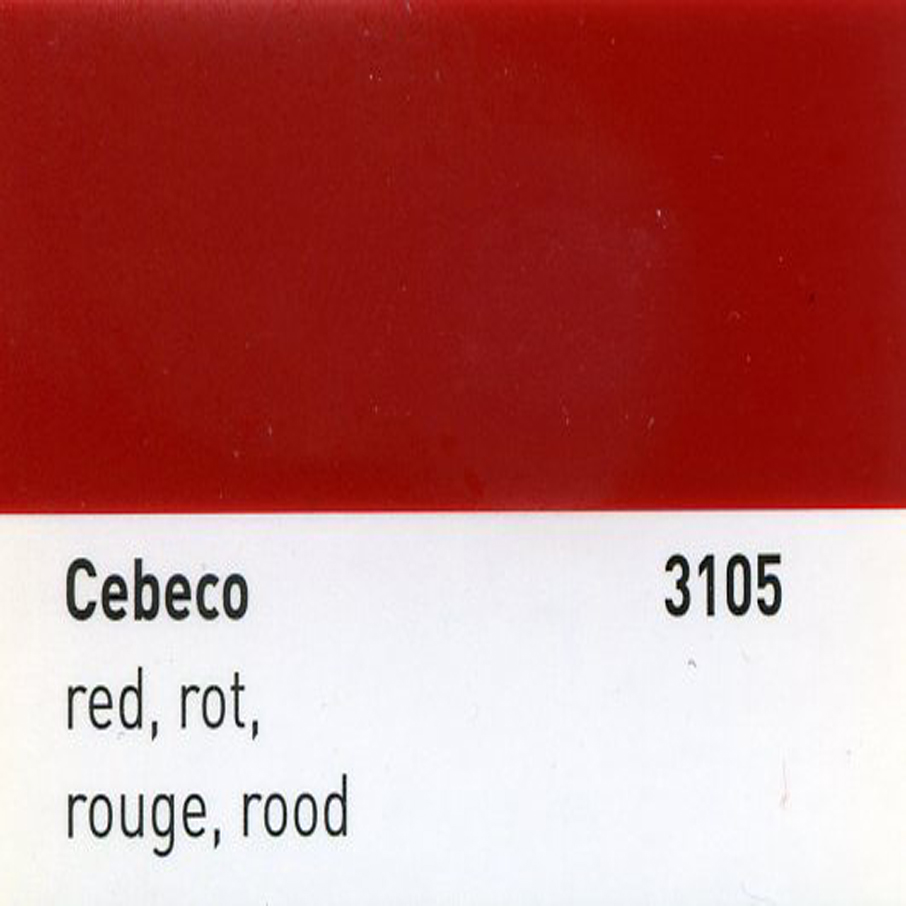 Cebeco 3105
red, rot,
rouge, rood